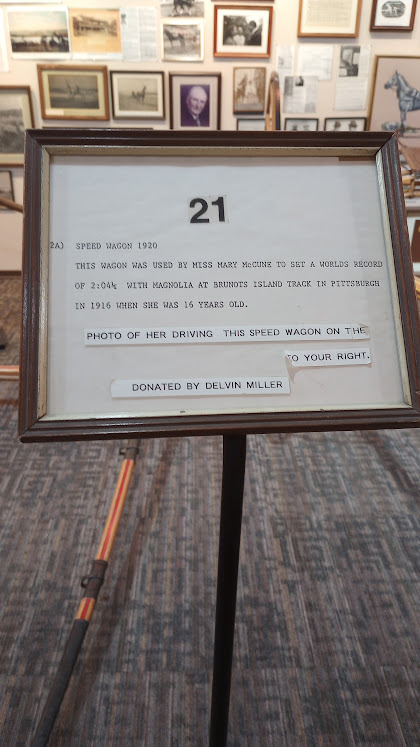 21
2A) SPEED WAGON 1920
THIS WAGON WAS USED BY MISS MARY McCUNE TO SET A WORLDS RECORD
OF 2:04¼ WITH MAGNOLIA AT BRUNOTS ISLAND TRACK IN PITTSBURGH
IN 1916 WHEN SHE WAS 16 YEARS OLD.
PHOTO OF HER DRIVING THIS SPEED WAGON ON THE
TO YOUR RIGHT.
DONATED BY DELVIN MILLER